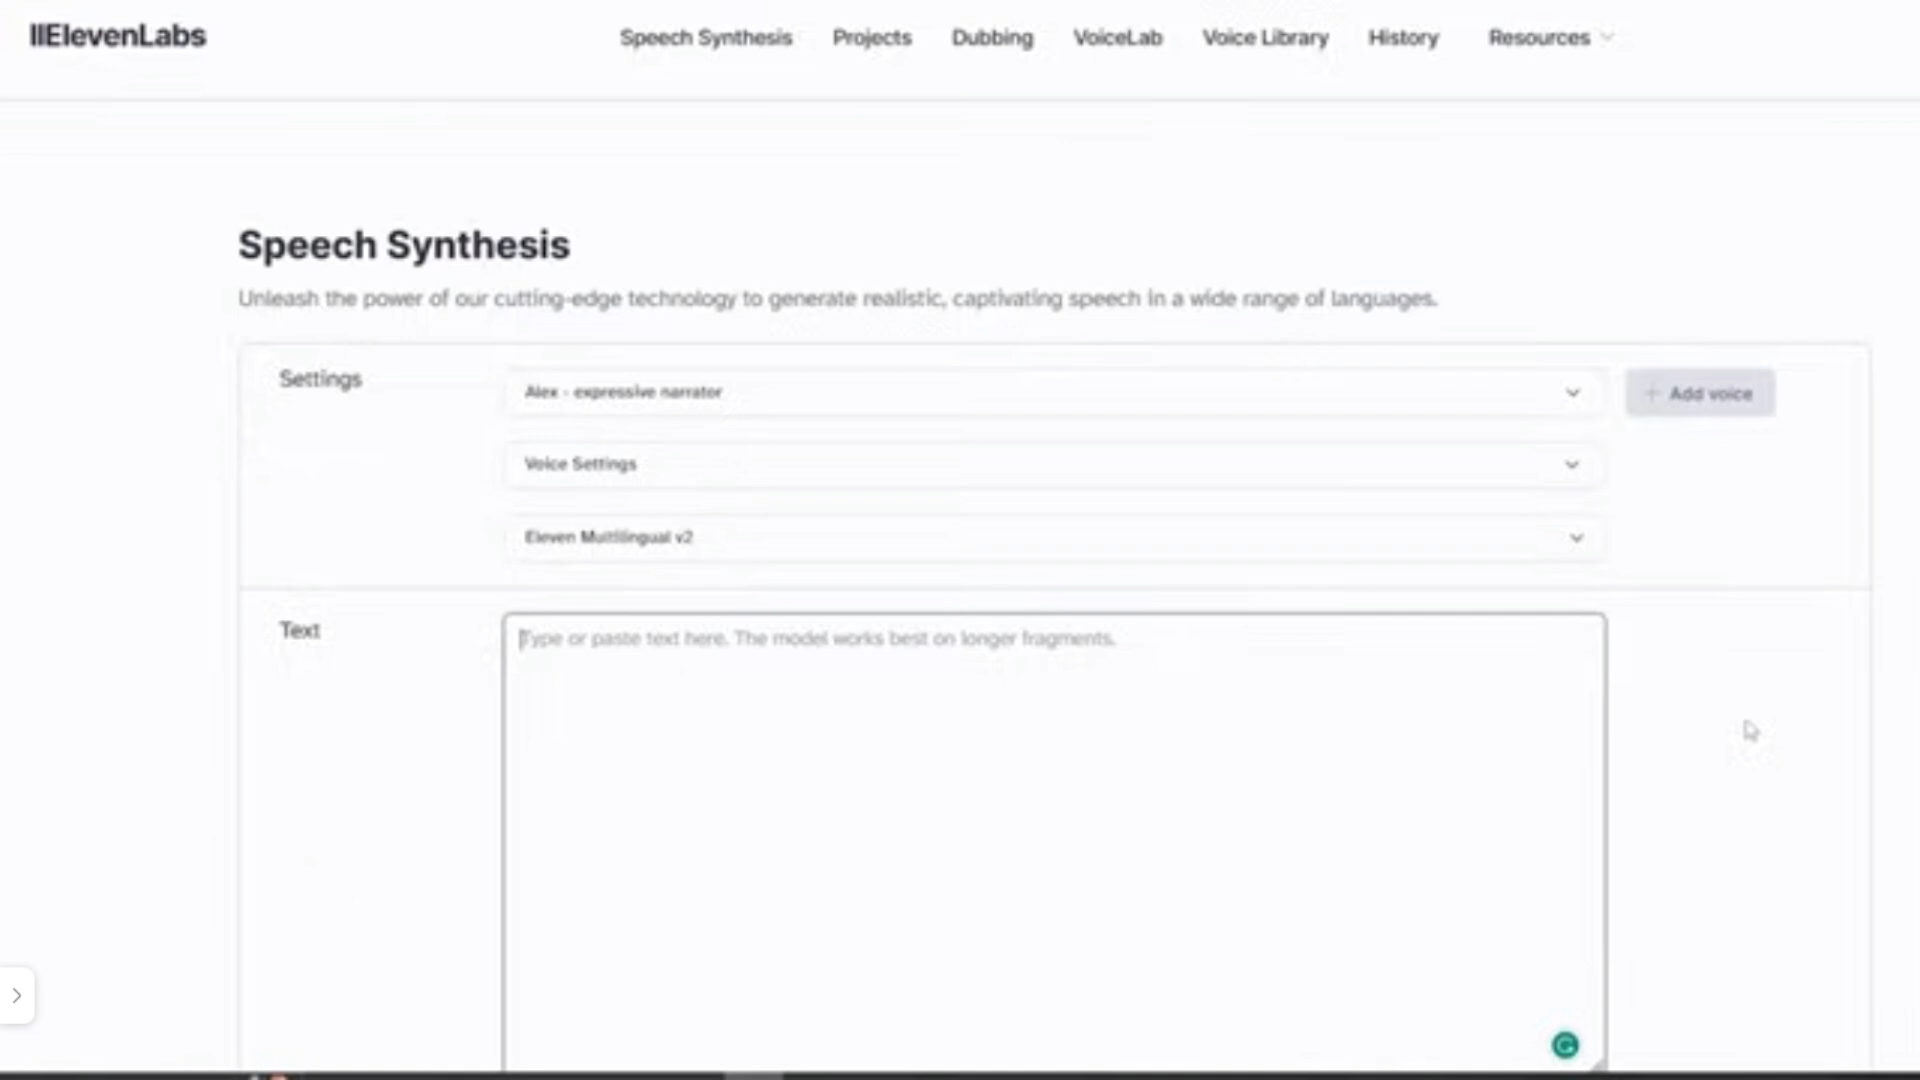 IIElevenLabs
Speech Synthesis
Projects
Dubbing
VoiceLab
Voice Library
History
Resources
Speech Synthesis
Unleash the power of our cutting-edge technology to generate realistic, captivating speech in a wide range of languages.
Settings
Alex - expressive narrator
+ Add voice
Voice Settings
Eleven Multilingual v2
Text
Type or paste text here. The model works best on longer fragments.